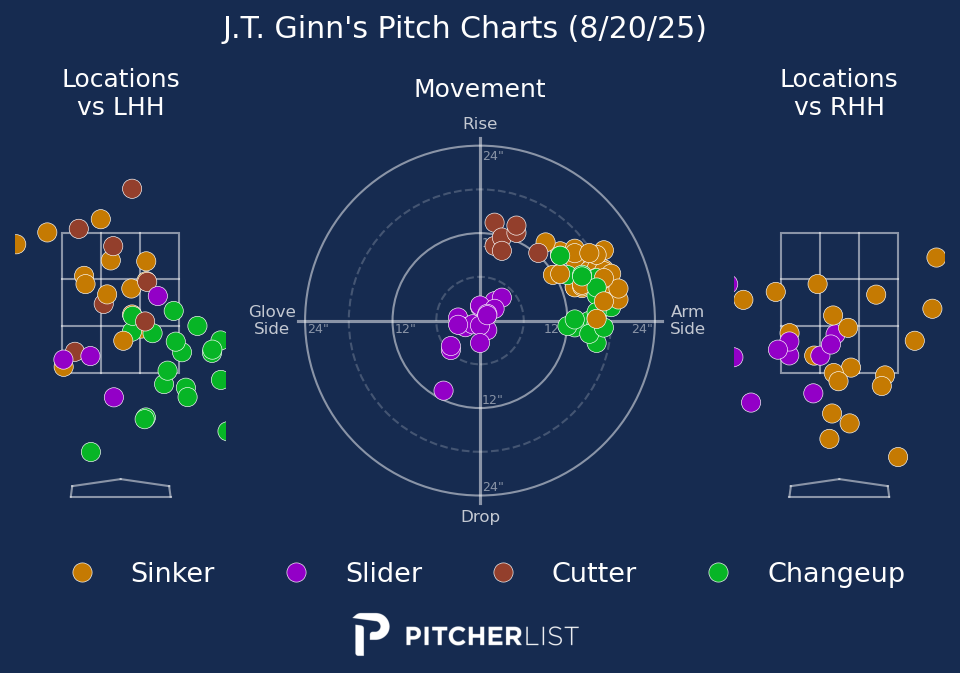 J.T. Ginn's Pitch Charts (8/20/25)
Locations
vs LHH
Movement
Locations
vs RHH
Rise
24"
Glove
Side
24"
12"
12"
24"
Arm
Side
12"
24"
Drop
Sinker
Slider
Cutter
Changeup
PITCHERLIST